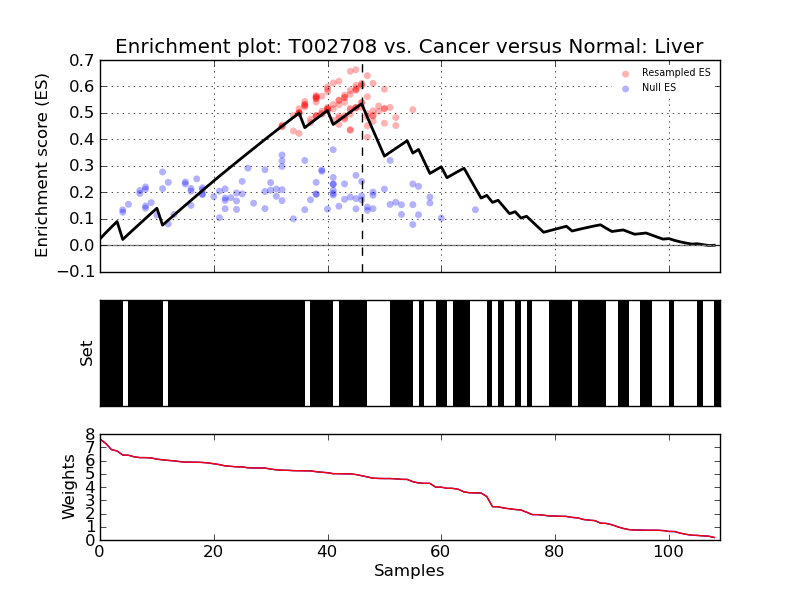 Enrichment plot: T002708 vs. Cancer versus Normal: Liver
Enrichment score (ES)
0.7
0.6
0.5
0.4
0.3
0.2
0.1
0.0
−0.1
Resampled ES
Null ES
Set
Weights
8
7
6
5
4
3
2
1
0
0 20 40 60 80 100
Samples